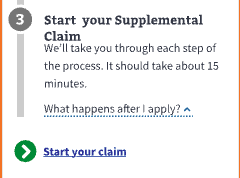 3
Start your Supplemental
Claim
We'll take you through each step of
the process. It should take about 15
minutes.
What happens after I apply?
Start your claim